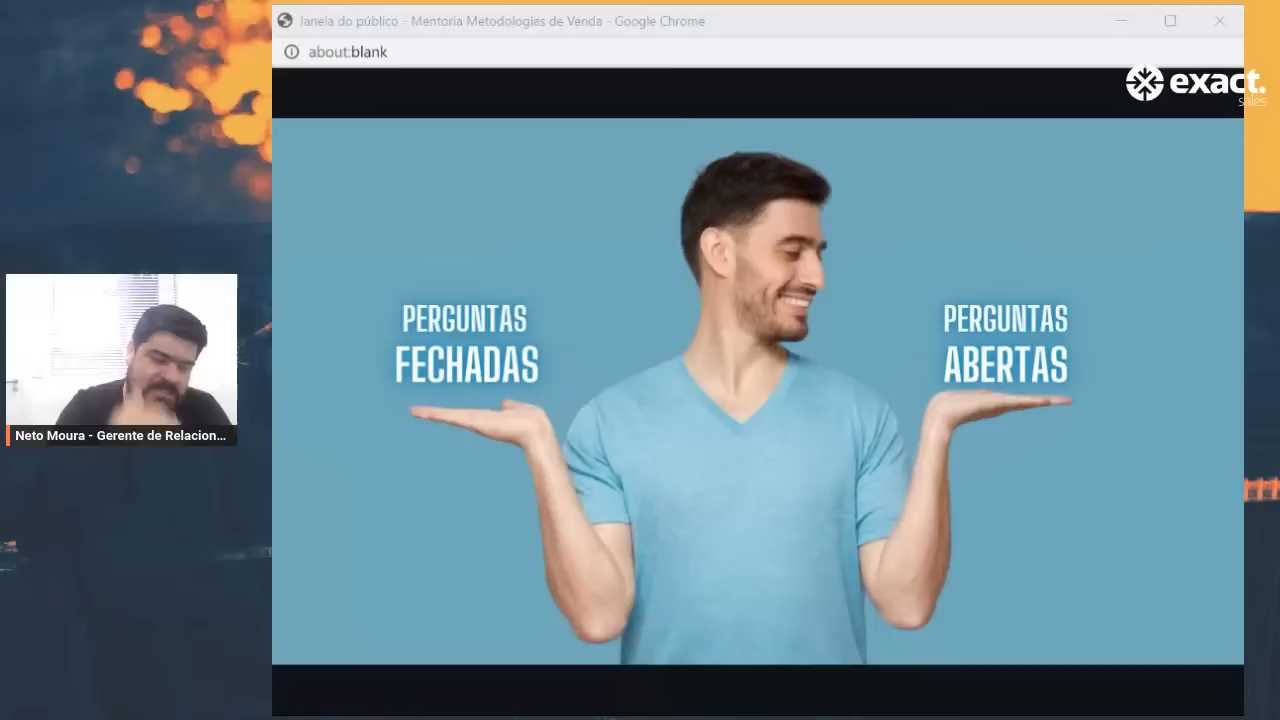 Janela do público - Mentoria Metodologias de Venda - Google Chrome
about:blank
exact.
sales
PERGUNTAS
FECHADAS
PERGUNTAS
ABERTAS
Neto Moura - Gerente de Relacion...